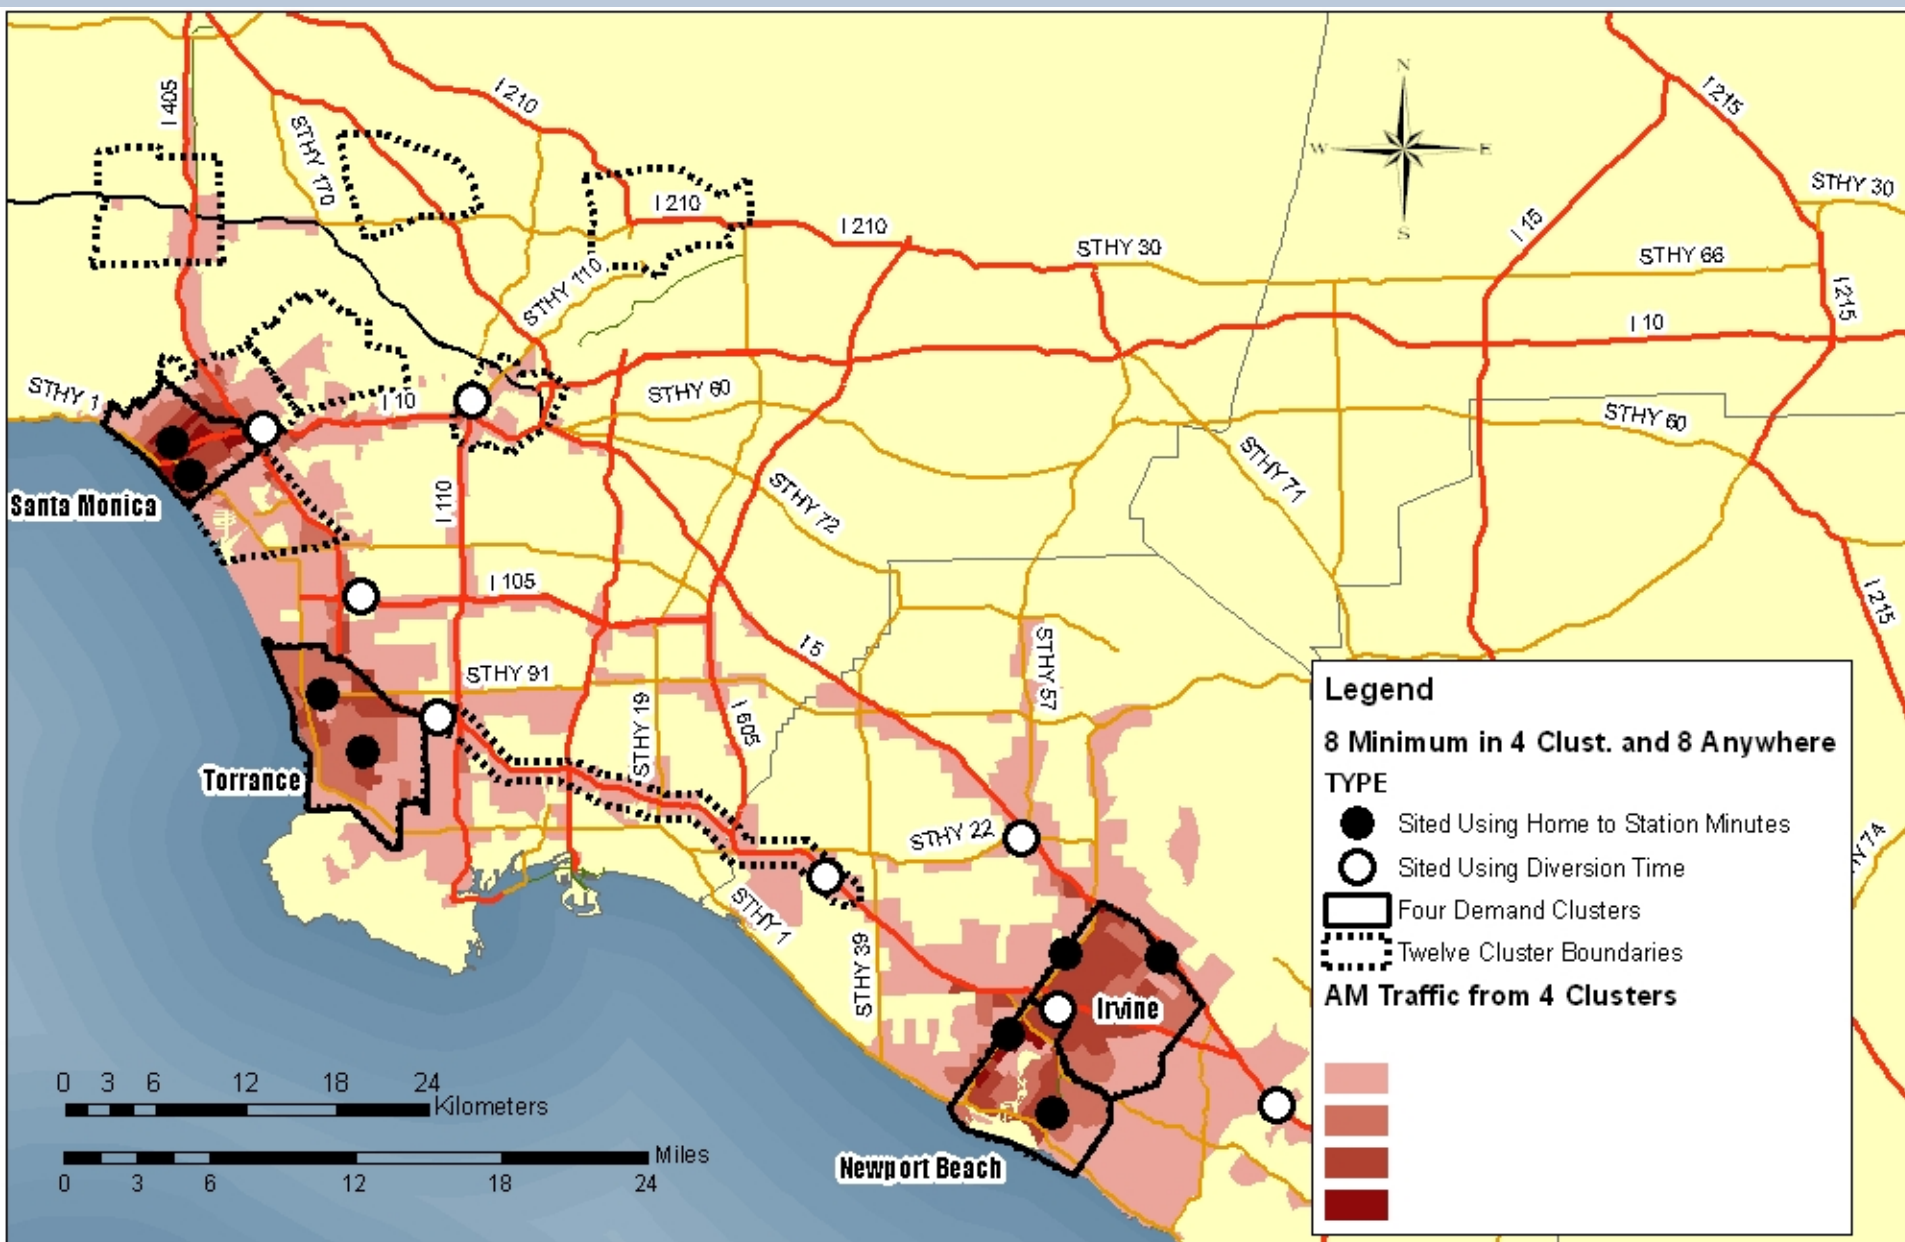 I 405
STHY 170
I 210
I 210
I 210
STHY 110
N
W
E
S
I 215
STHY 30
I 15
STHY 30
STHY 66
I 215
I 10
STHY 1
I 10
STHY 60
STHY 60
STHY 71
STHY 72
Santa Monica
I 110
I 105
I 5
I 215
STHY 91
STHY 57
STHY 19
I 605
Torrance
STHY 22
STHY 1
STHY 39
Irvine
Newport Beach
0 3 6 12 18 24
Kilometers
Miles
0 3 6 12 18 24
Legend
8 Minimum in 4 Clust. and 8 Anywhere
TYPE
Sited Using Home to Station Minutes
Sited Using Diversion Time
Four Demand Clusters
Twelve Cluster Boundaries
AM Traffic from 4 Clusters